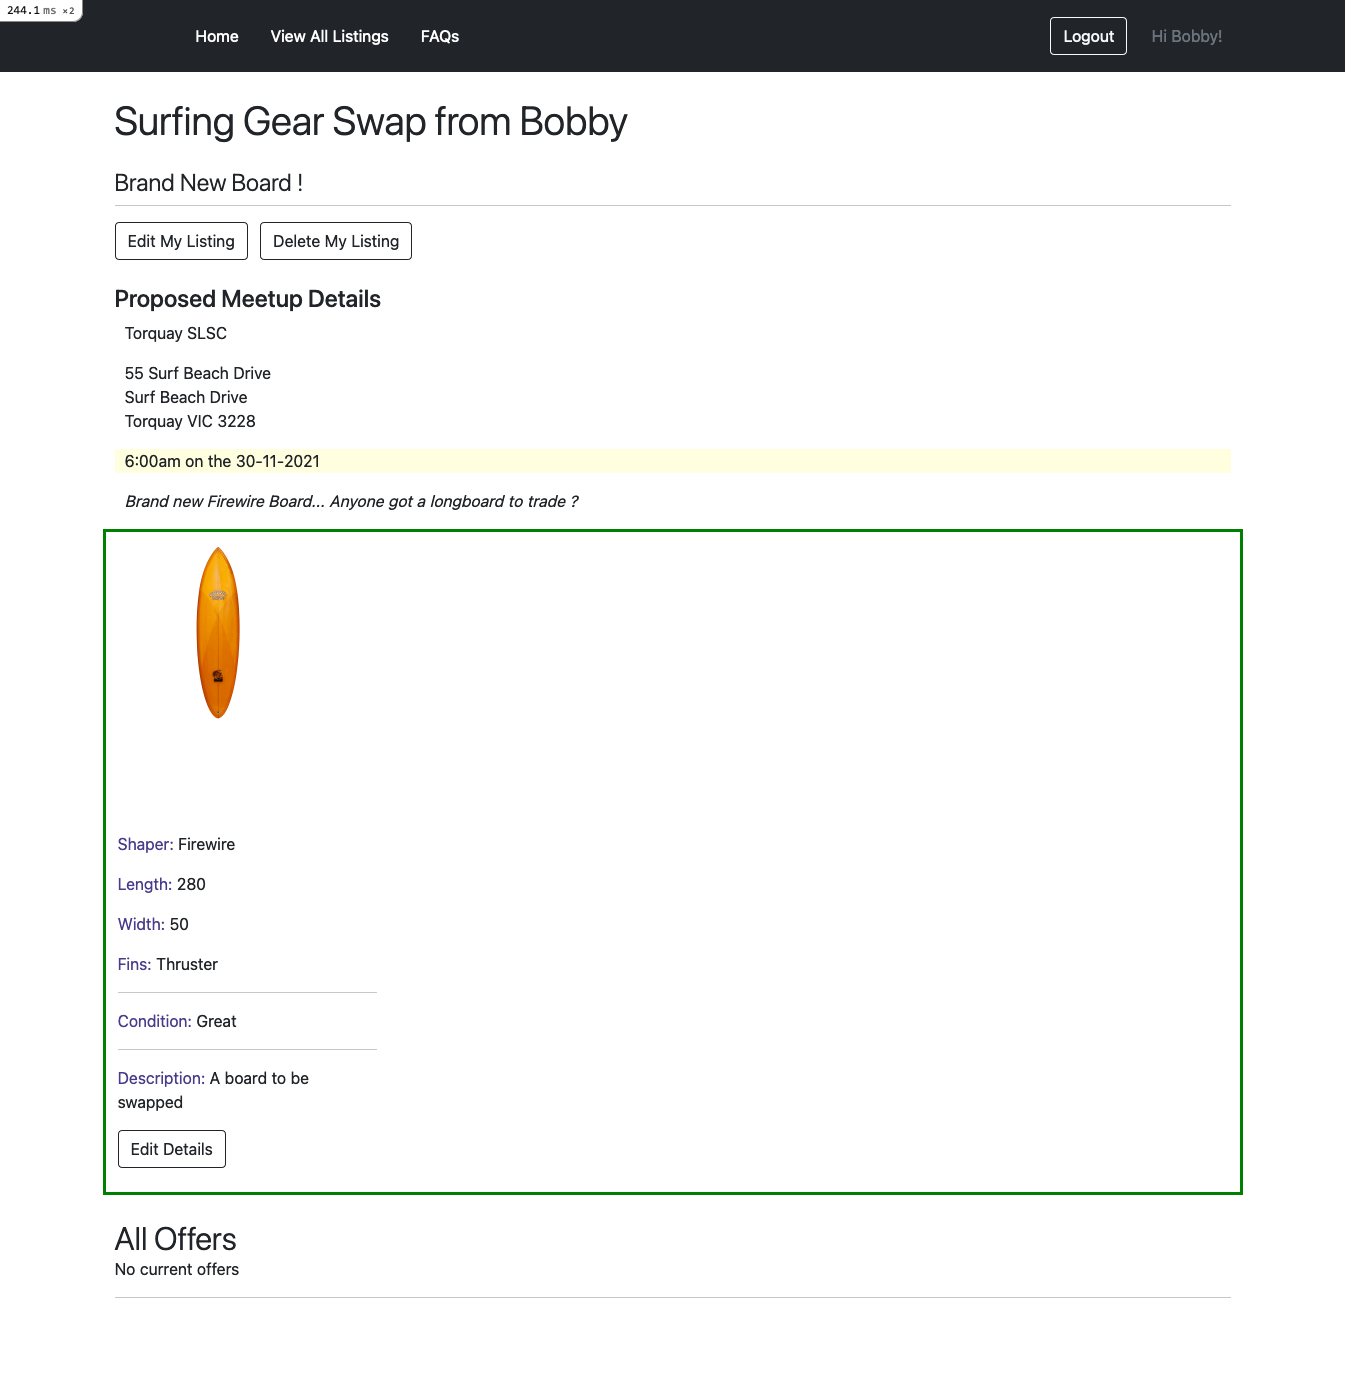 244.1 ms ×2
Home View All Listings FAQs Logout Hi Bobby!
Surfing Gear Swap from Bobby
Brand New Board !
Edit My Listing Delete My Listing
Proposed Meetup Details
Torquay SLSC
55 Surf Beach Drive
Surf Beach Drive
Torquay VIC 3228
6:00am on the 30-11-2021
Brand new Firewire Board... Anyone got a longboard to trade ?
Shaper: Firewire
Length: 280
Width: 50
Fins: Thruster
Condition: Great
Description: A board to be
swapped
Edit Details
All Offers
No current offers